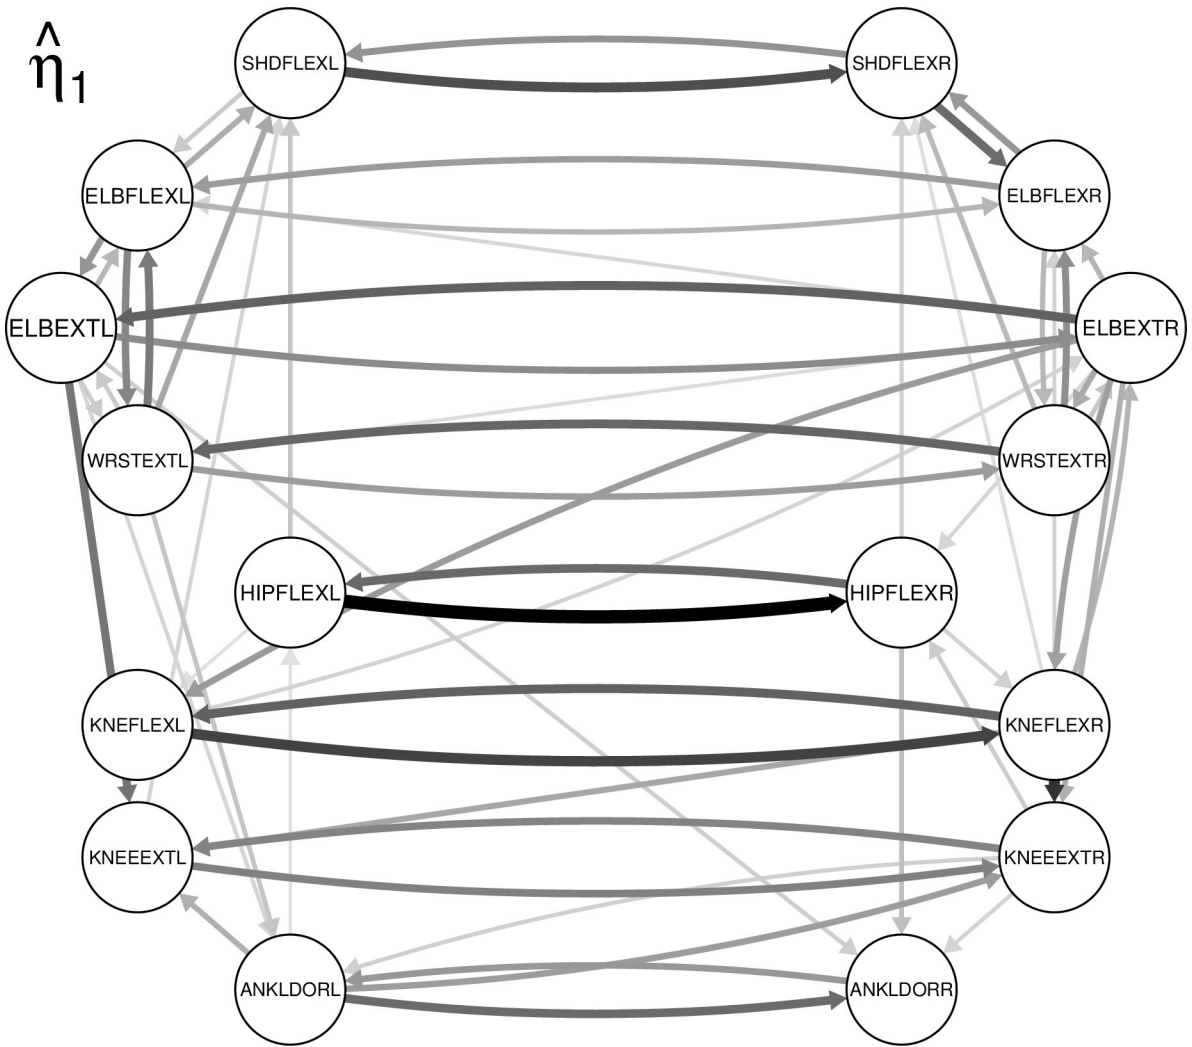 η̂1
SHDFLEXL
SHDFLEXR
ELBFLEXL
ELBFLEXR
ELBEXTL
ELBEXTR
WRSTEXTL
WRSTEXTR
HIPFLEXL
HIPFLEXR
KNEFLEXL
KNEFLEXR
KNEEEXTL
KNEEEXTR
ANKLDORL
ANKLDORR